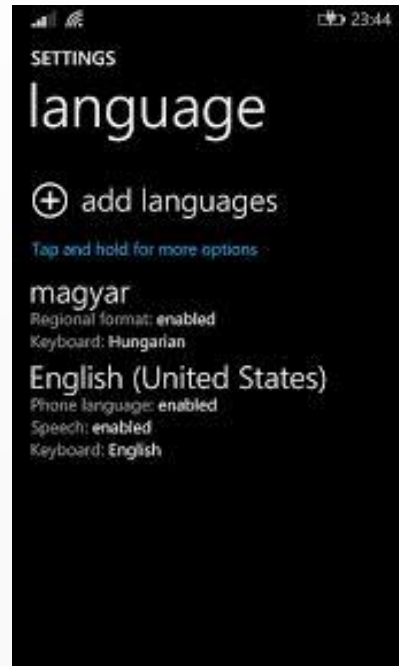 23:44
SETTINGS
language
add languages
Tap and hold for more options
magyar
Regional format: enabled
Keyboard: Hungarian
English (United States)
Phone language: enabled
Speech: enabled
Keyboard: English